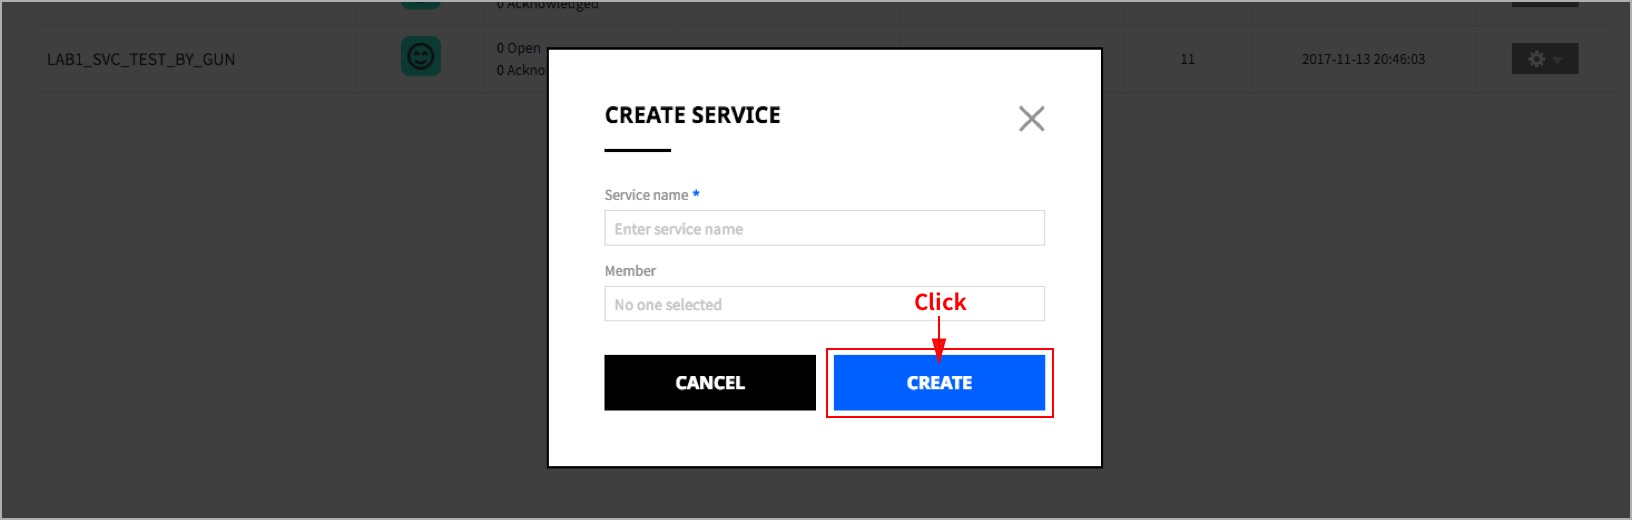 0 Acknowledged
LAB1_SVC_TEST_BY_GUN
0 Open
0 Ackno
11
2017-11-13 20:46:03
CREATE SERVICE
Service name *
Enter service name
Member
No one selected
Click
CANCEL
CREATE